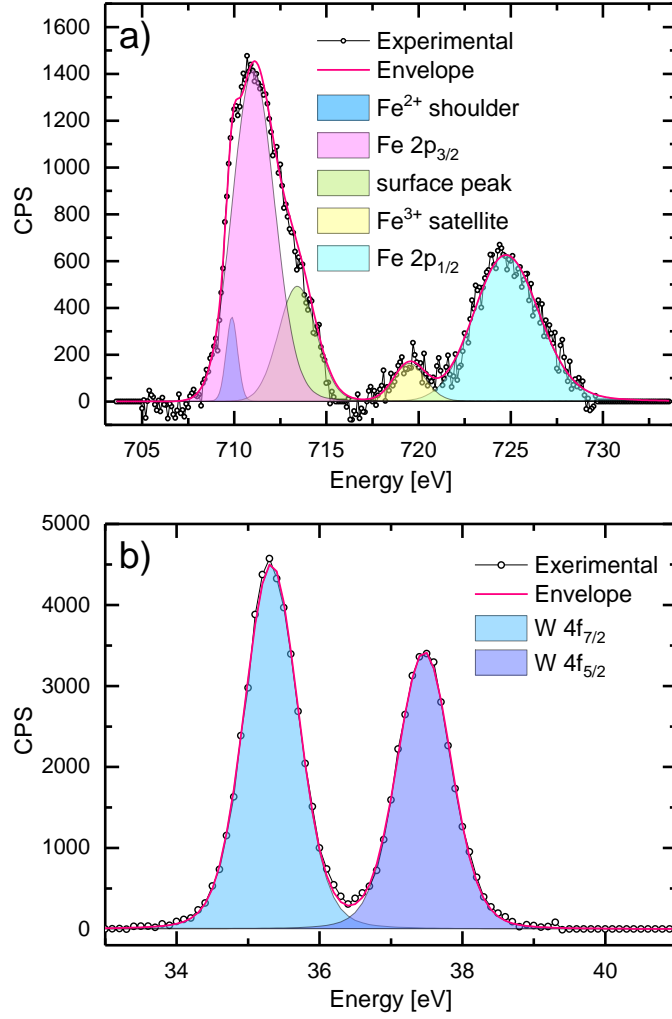 a)
Experimental
Envelope
Fe2+ shoulder
Fe 2p3/2
surface peak
Fe3+ satellite
Fe 2p1/2
CPS
1600
1400
1200
1000
800
600
400
200
0
705 710 715 720 725 730
Energy [eV]
b)
Exerimental
Envelope
W 4f7/2
W 4f5/2
CPS
5000
4000
3000
2000
1000
0
34 36 38 40
Energy [eV]